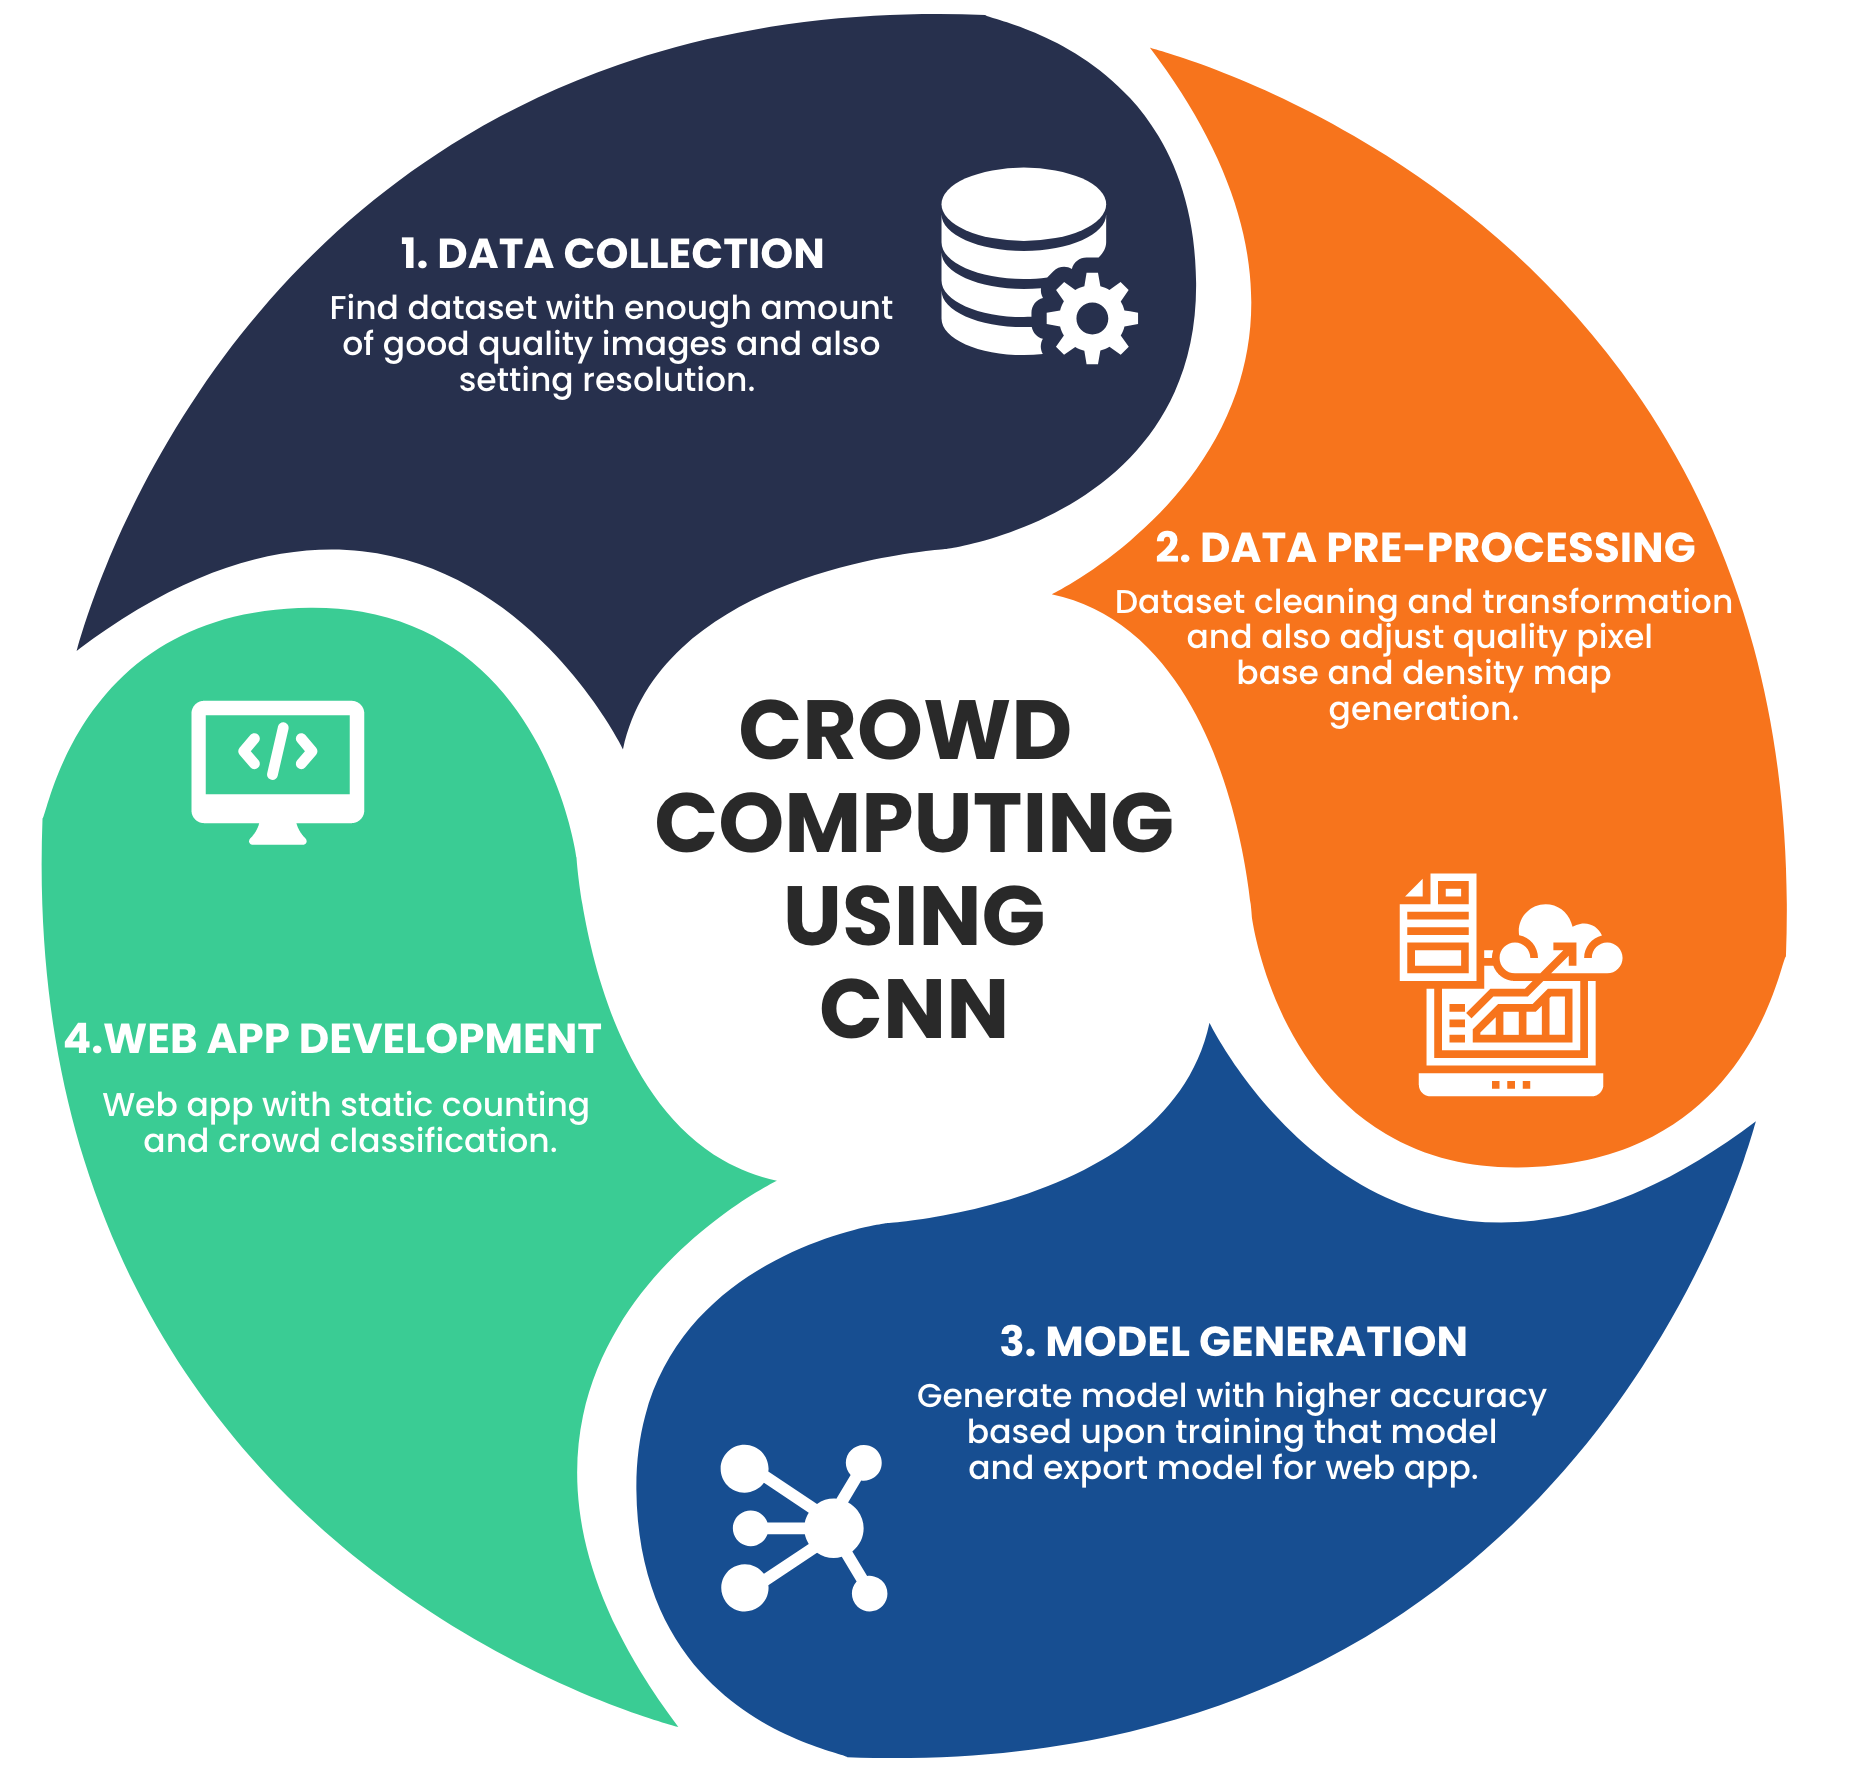 1. DATA COLLECTION
Find dataset with enough amount
of good quality images and also
setting resolution.
2. DATA PRE-PROCESSING
Dataset cleaning and transformation
and also adjust quality pixel
base and density map
generation.
CROWD
COMPUTING
USING
CNN
3. MODEL GENERATION
Generate model with higher accuracy
based upon training that model
and export model for web app.
4.WEB APP DEVELOPMENT
Web app with static counting
and crowd classification.